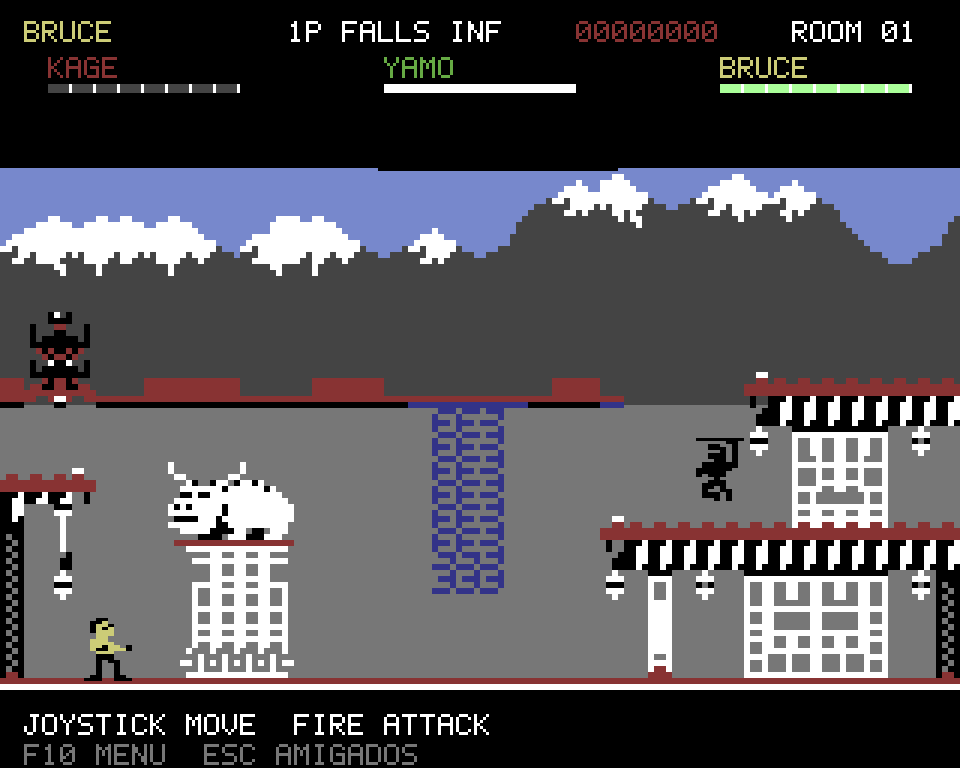 BRUCE 1P FALLS INF 00000000 ROOM 01
KAGE YAMO BRUCE
JOYSTICK MOVE FIRE ATTACK
F10 MENU ESC AMIGADOS